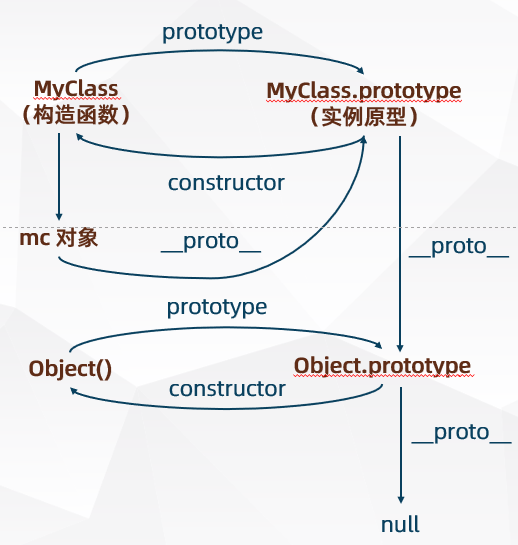 prototype
MyClass
（构造函数）
MyClass.prototype
（实例原型）
constructor
mc 对象
__proto__
__proto__
prototype
Object()
Object.prototype
constructor
__proto__
null